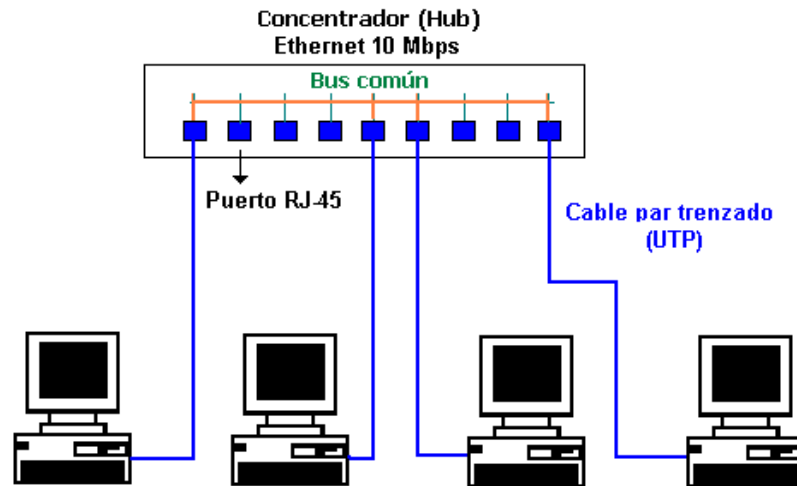 Concentrador (Hub)
Ethernet 10 Mbps
Bus común
Puerto RJ-45
Cable par trenzado
(UTP)